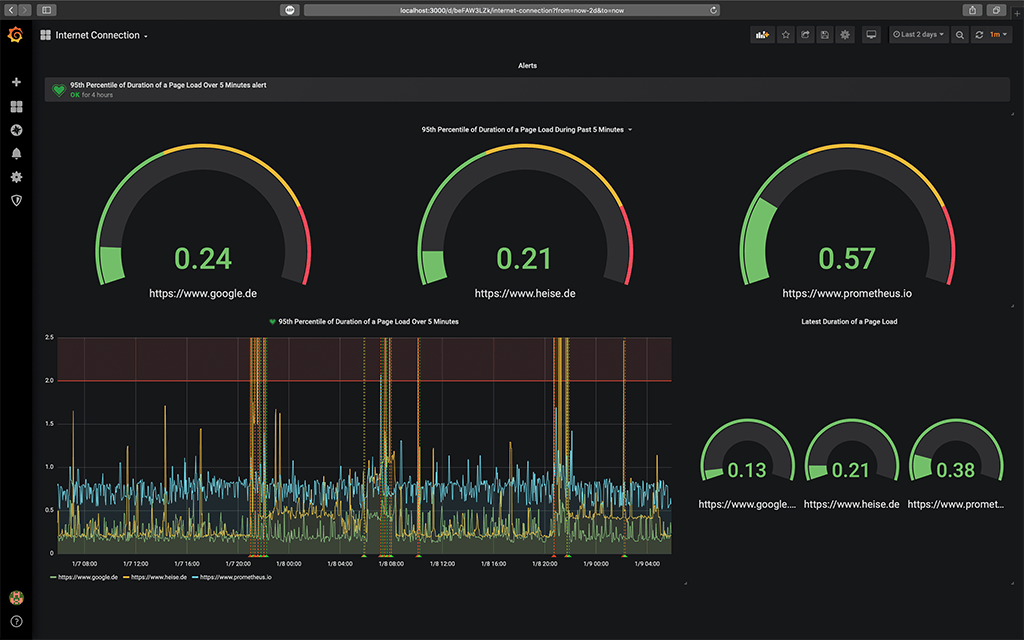 localhost:3000/d/beFAW3LZk/internet-connection?from=now-2d&to=now
Internet Connection
Last 2 days
1m
Alerts
95th Percentile of Duration of a Page Load Over 5 Minutes alert
OK for 4 hours
95th Percentile of Duration of a Page Load During Past 5 Minutes
0.24
0.21
0.57
https://www.google.de
https://www.heise.de
https://www.prometheus.io
95th Percentile of Duration of a Page Load Over 5 Minutes
Latest Duration of a Page Load
2.5
2.0
1.5
1.0
0.5
0
1/7 08:00 1/7 12:00 1/7 16:00 1/7 20:00 1/8 00:00 1/8 04:00 1/8 08:00 1/8 12:00 1/8 16:00 1/8 20:00 1/9 00:00 1/9 04:00
https://www.google.de https://www.heise.de https://www.prometheus.io
0.13
0.21
0.38
https://www.google.... https://www.heise.de https://www.promet...